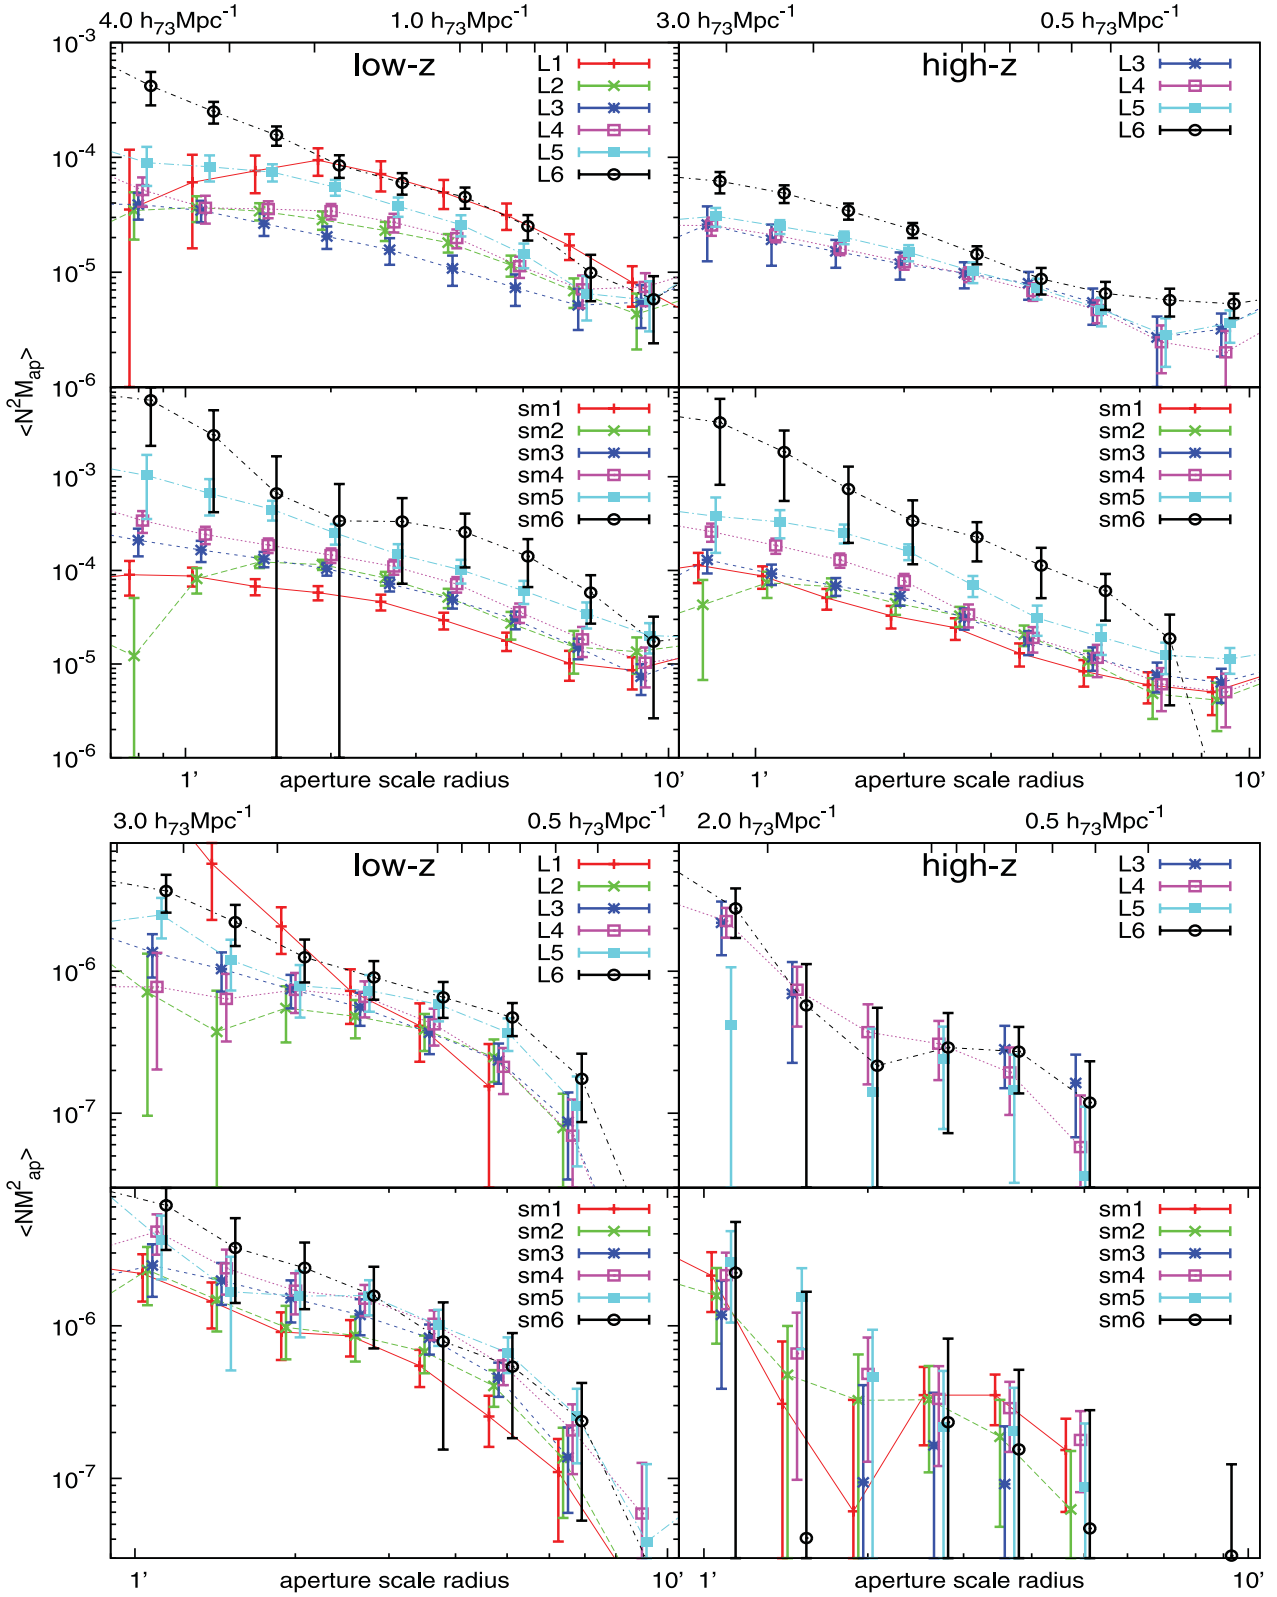 4.0 h73Mpc-1 1.0 h73Mpc-1 3.0 h73Mpc-1 0.5 h73Mpc-1
10-3
low-z
L1
L2
L3
L4
L5
L6
high-z
L3
L4
L5
L6
10-4
10-5
10-6
<N2Map>
sm1
sm2
sm3
sm4
sm5
sm6
sm1
sm2
sm3
sm4
sm5
sm6
10-3
10-4
10-5
10-6
1' aperture scale radius 10' 1' aperture scale radius 10'
3.0 h73Mpc-1 0.5 h73Mpc-1 2.0 h73Mpc-1 0.5 h73Mpc-1
low-z
L1
L2
L3
L4
L5
L6
high-z
L3
L4
L5
L6
10-6
10-7
<NM2ap>
sm1
sm2
sm3
sm4
sm5
sm6
sm1
sm2
sm3
sm4
sm5
sm6
10-6
10-7
1' aperture scale radius 10' 1' aperture scale radius 10'